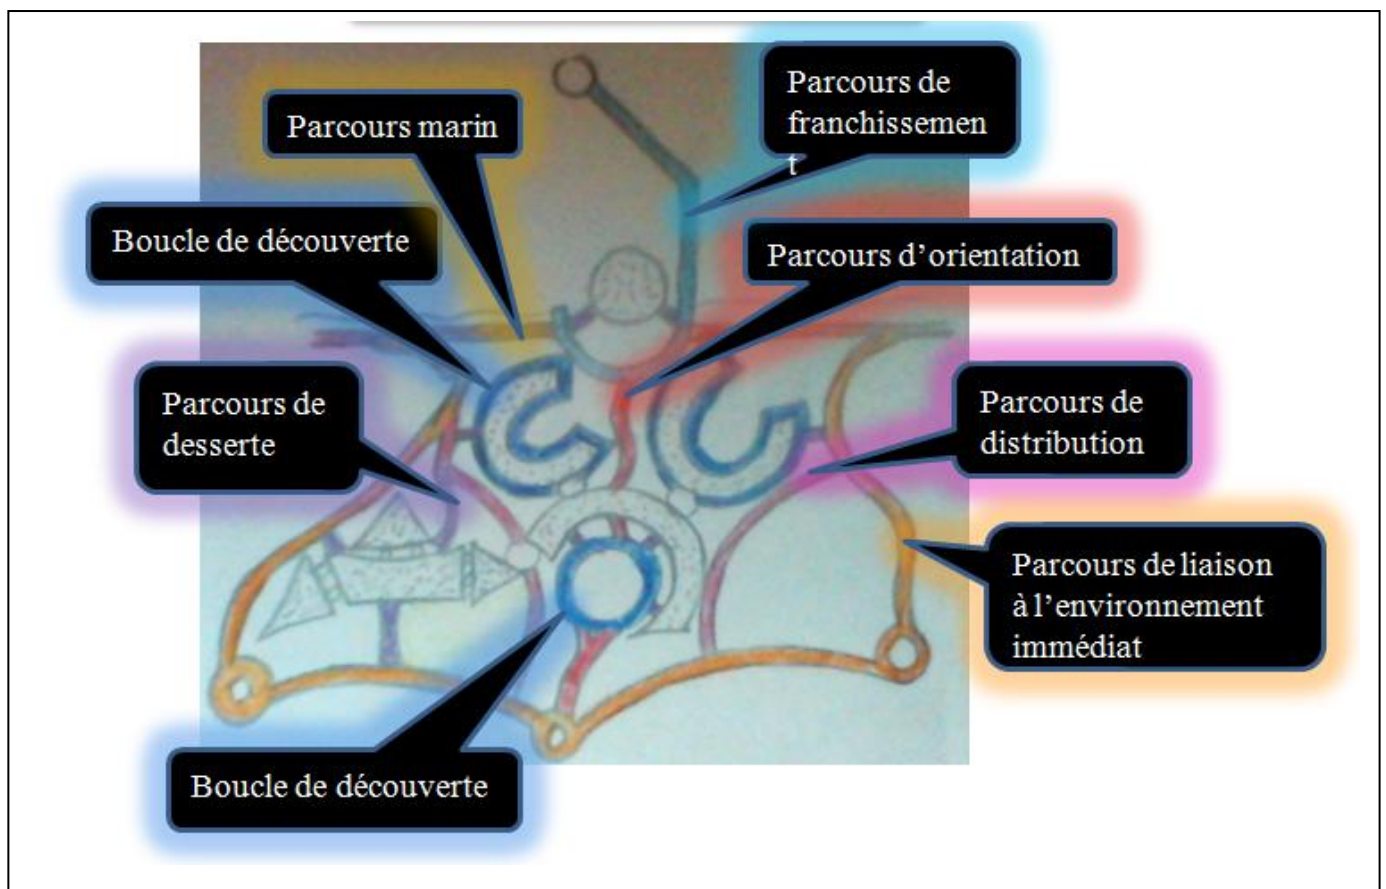 Parcours de
franchissemen
t
Parcours marin
Boucle de découverte
Parcours d’orientation
Parcours de
desserte
Parcours de
distribution
Parcours de liaison
à l’environnement
immédiat
Boucle de découverte